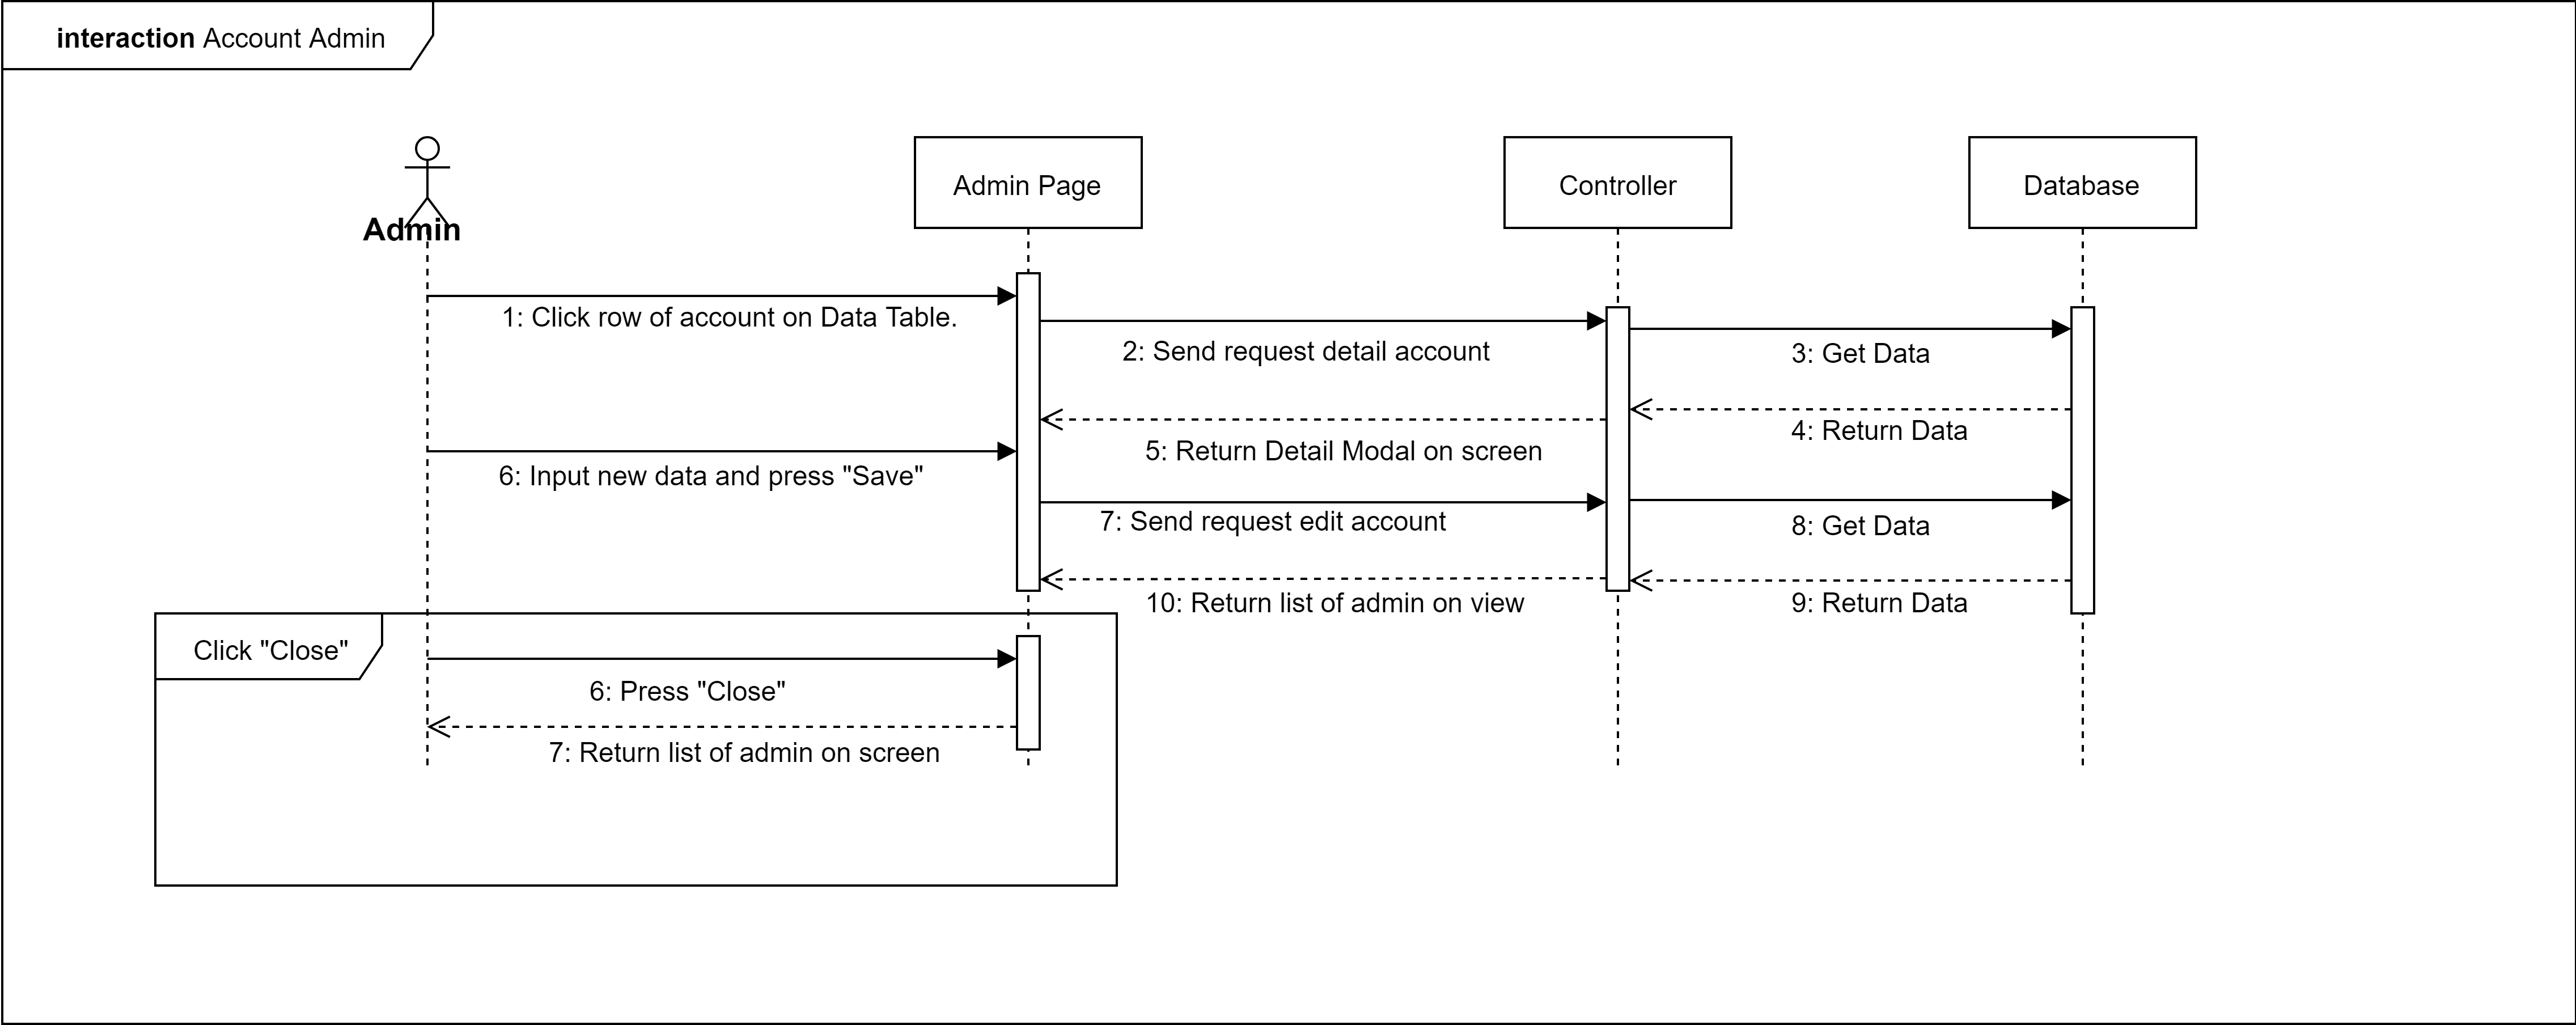 interaction Account Admin
Admin
Admin Page
Controller
Database
1: Click row of account on Data Table.
2: Send request detail account
3: Get Data
4: Return Data
5: Return Detail Modal on screen
6: Input new data and press "Save"
7: Send request edit account
8: Get Data
9: Return Data
10: Return list of admin on view
Click "Close"
6: Press "Close"
7: Return list of admin on screen